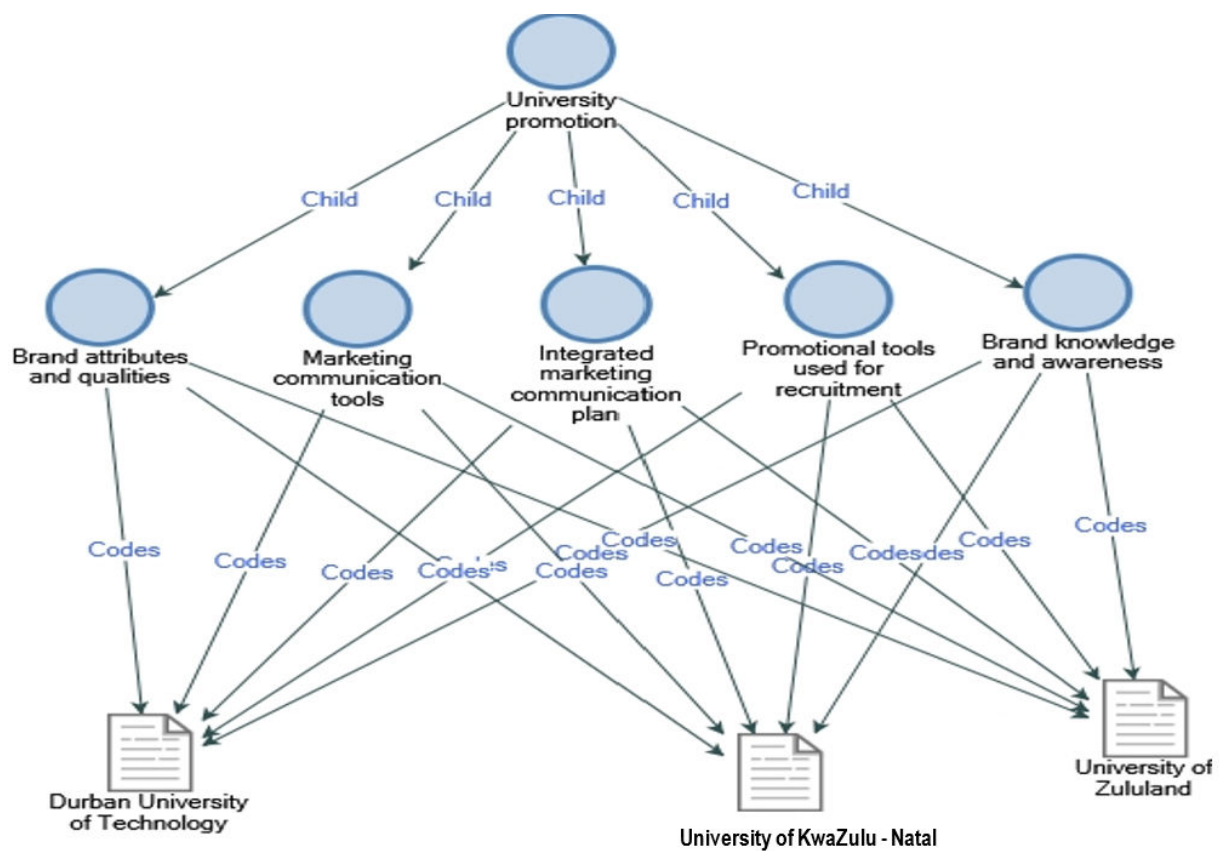 University
promotion
Child
Child
Child
Child
Child
Brand attributes
and qualities
Marketing
communication
tools
Integrated
marketing
communication
plan
Promotional tools
used for
recruitment
Brand knowledge
and awareness
Codes
Codes
Codes
Codes
Codes
Codes
Codes
Codes
Codes
Codes
Codes
Codes
Codes
Durban University
of Technology
University of KwaZulu - Natal
University of
Zululand